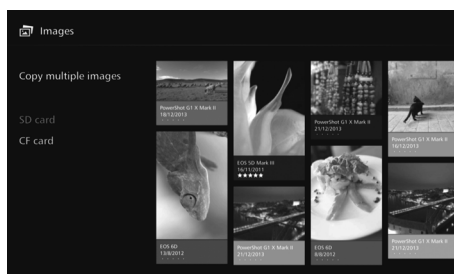 Images
Copy multiple images
SD card
CF card
PowerShot G1 X Mark II
18/12/2013
EOS 6D
13/8/2012
EOS 5D Mark III
16/11/2011
★★★★★
PowerShot G1 X Mark II
21/12/2013
PowerShot G1 X Mark II
21/12/2013
EOS 6D
8/8/2012
PowerShot G1 X Mark II
16/12/2013
PowerShot G1 X Mark II
21/12/2013